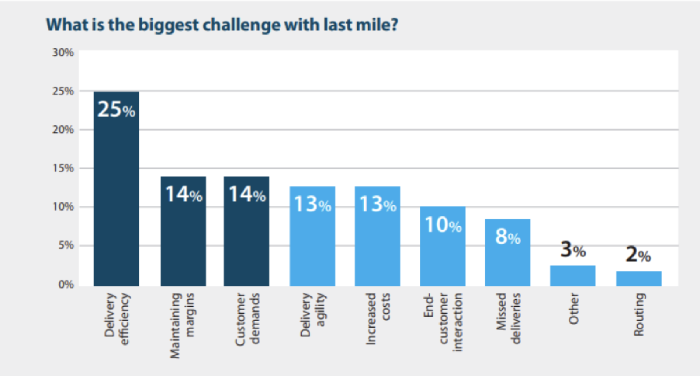 What is the biggest challenge with last mile?
30%
25%
20%
15%
10%
5%
0%
25%
14%
14%
13%
13%
10%
8%
3%
2%
Delivery
efficiency
Maintaining
margins
Customer
demands
Delivery
agility
Increased
costs
End-
customer
interaction
Missed
deliveries
Other
Routing